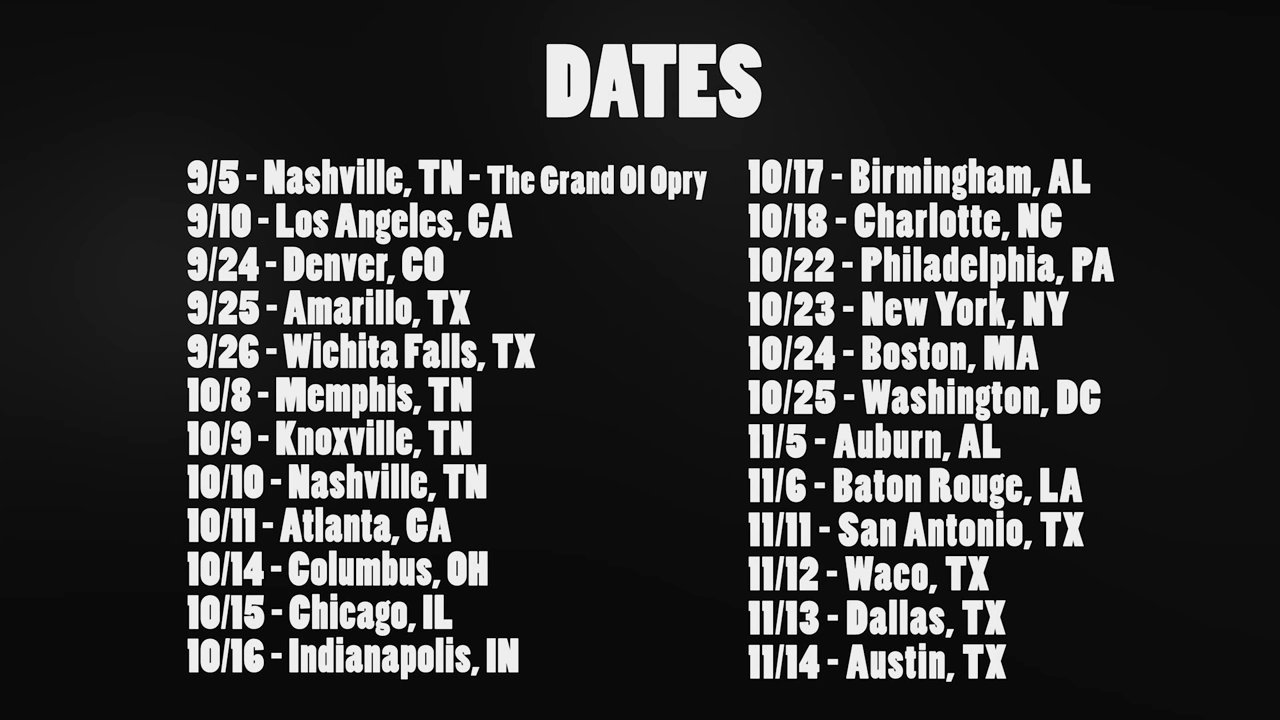 DATES
9/5 - Nashville, TN - The Grand Ol Opry
9/10 - Los Angeles, CA
9/24 - Denver, CO
9/25 - Amarillo, TX
9/26 - Wichita Falls, TX
10/8 - Memphis, TN
10/9 - Knoxville, TN
10/10 - Nashville, TN
10/11 - Atlanta, GA
10/14 - Columbus, OH
10/15 - Chicago, IL
10/16 - Indianapolis, IN
10/17 - Birmingham, AL
10/18 - Charlotte, NC
10/22 - Philadelphia, PA
10/23 - New York, NY
10/24 - Boston, MA
10/25 - Washington, DC
11/5 - Auburn, AL
11/6 - Baton Rouge, LA
11/11 - San Antonio, TX
11/12 - Waco, TX
11/13 - Dallas, TX
11/14 - Austin, TX